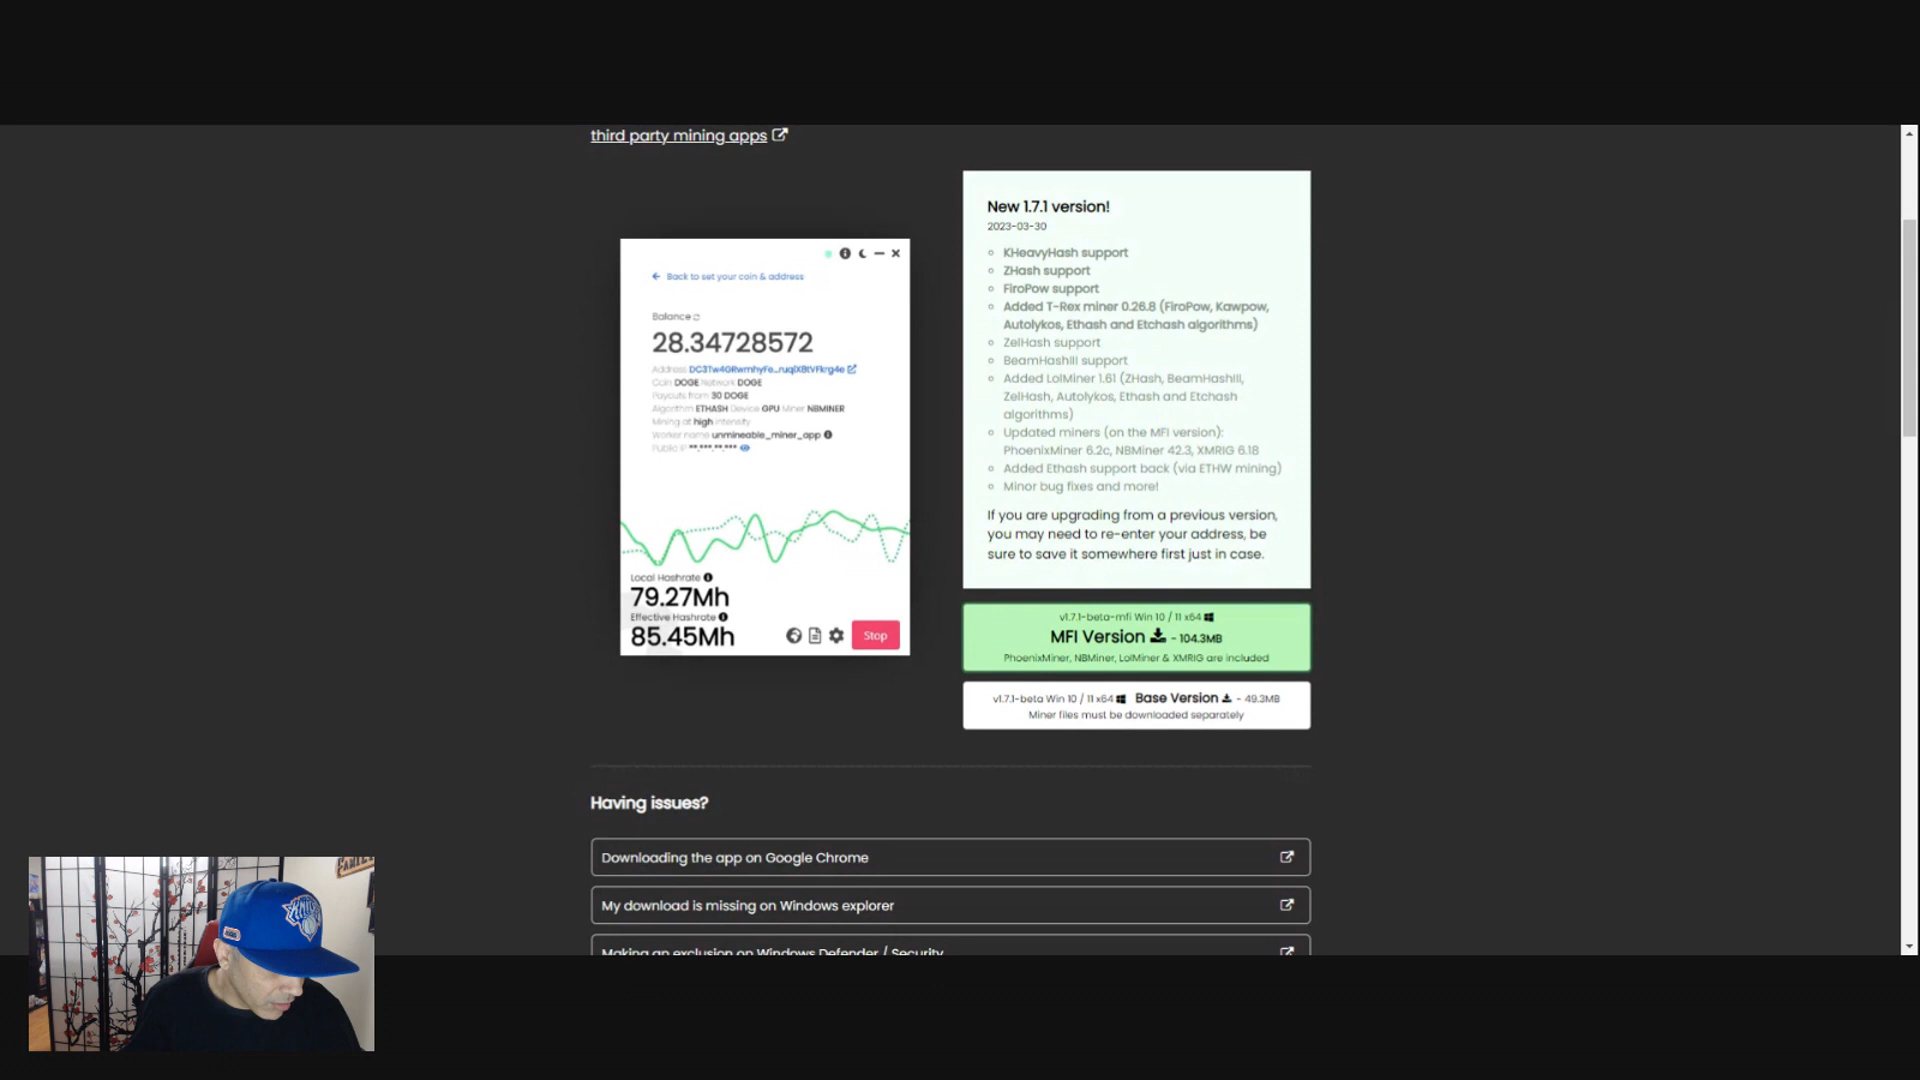 third party mining apps
Back to set your coin & address
Balance
28.34728572
Address DC3Tw4GRwmhyFe...ruqiX8tVFkrg4e
Coin DOGE Network DOGE
Payouts from 30 DOGE
Algorithm ETHASH Device GPU Miner NBMINER
Mining at high intensity
Worker name unmineable_miner_app
Public IP **.***.**.***
Local Hashrate
79.27Mh
Effective Hashrate
85.45Mh
Stop
New 1.7.1 version!
2023-03-30
KHeavyHash support
ZHash support
FiroPow support
Added T-Rex miner 0.26.8 (FiroPow, Kawpow,
Autolykos, Ethash and Etchash algorithms)
ZelHash support
BeamHashIII support
Added LolMiner 1.61 (ZHash, BeamHashIII,
ZelHash, Autolykos, Ethash and Etchash
algorithms)
Updated miners (on the MFI version):
PhoenixMiner 6.2c, NBMiner 42.3, XMRIG 6.18
Added Ethash support back (via ETHW mining)
Minor bug fixes and more!
If you are upgrading from a previous version,
you may need to re-enter your address, be
sure to save it somewhere first just in case.
v1.7.1-beta-mfi Win 10 / 11 x64
MFI Version - 104.3MB
PhoenixMiner, NBMiner, LolMiner & XMRIG are included
v1.7.1-beta Win 10 / 11 x64 Base Version - 49.3MB
Miner files must be downloaded separately
Having issues?
Downloading the app on Google Chrome
My download is missing on Windows explorer
Making an exclusion on Windows Defender / Security